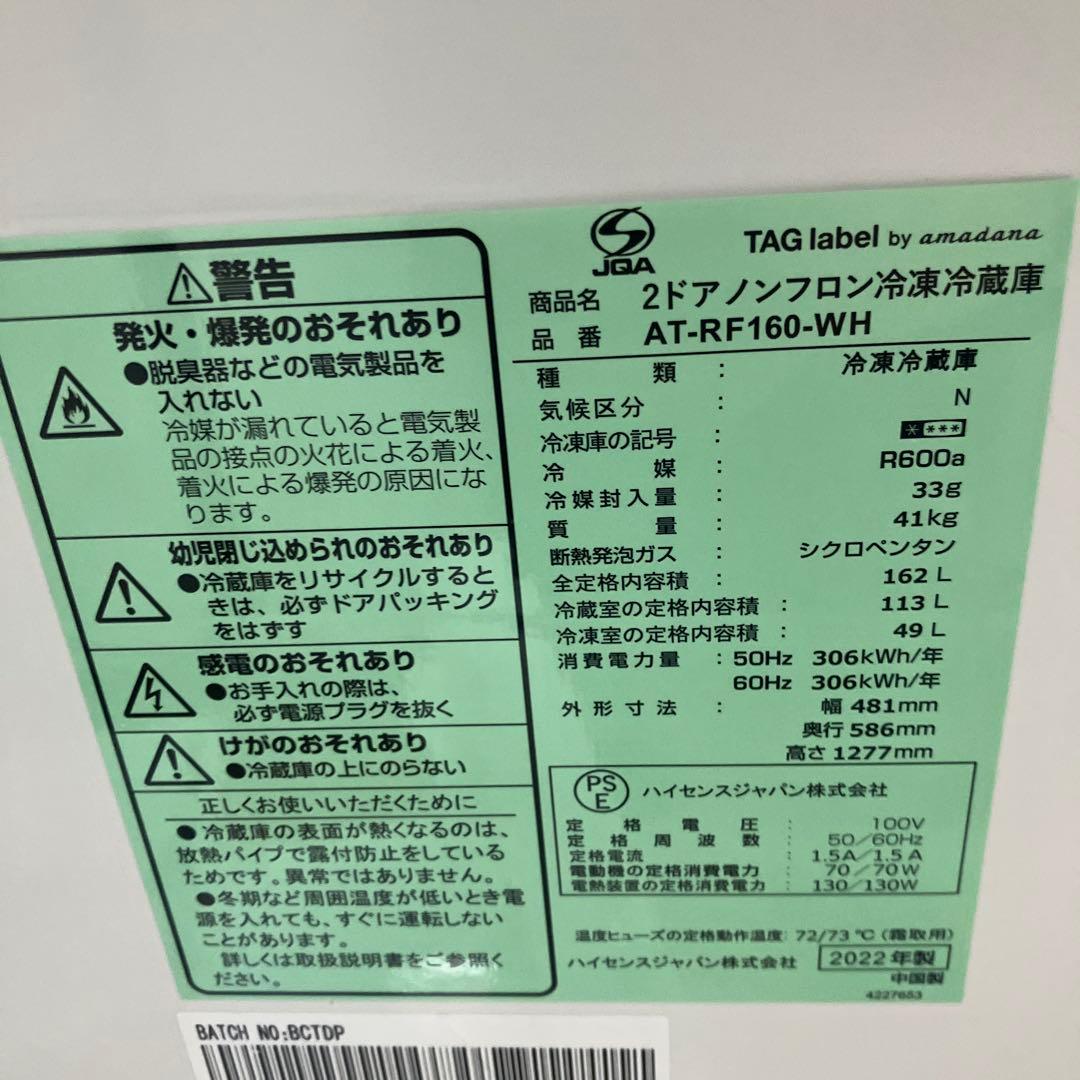 警告
発火・爆発のおそれあり
●脱臭器などの電気製品を
入れない
冷媒が漏れていると電気製
品の接点の火花による着火、
着火による爆発の原因にな
ります。
幼児閉じ込められのおそれあり
●冷蔵庫をリサイクルすると
きは、必ずドアパッキング
をはずす
感電のおそれあり
●お手入れの際は、
必ず電源プラグを抜く
けがのおそれあり
●冷蔵庫の上にのらない
正しくお使いいただくために
●冷蔵庫の表面が熱くなるのは、
放熱パイプで露付防止をしている
ためです。異常ではありません。
●冬期など周囲温度が低いとき電
源を入れても、すぐに運転しない
ことがあります。
詳しくは取扱説明書をご参照く
ださい。
JQA
TAG label by amadana
商品名 2ドアノンフロン冷凍冷蔵庫
品番 AT-RF160-WH
種類 : 冷凍冷蔵庫
気候区分 : N
冷凍庫の記号 : ****
冷媒 : R600a
冷媒封入量 : 33g
質量 : 41kg
断熱発泡ガス : シクロペンタン
全定格内容積 : 162 L
冷蔵室の定格内容積 : 113 L
冷凍室の定格内容積 : 49 L
消費電力量 : 50Hz 306kWh/年
60Hz 306kWh/年
外形寸法 : 幅 481mm
奥行 586mm
高さ 1277mm
PSE ハイセンスジャパン株式会社
定格電圧 : 100V
定格周波数 : 50/60Hz
定格電流 : 1.5A/1.5A
電動機の定格消費電力 : 70/70W
電熱装置の定格消費電力 : 130/130W
温度ヒューズの定格動作温度: 72/73℃(霜取用)
ハイセンスジャパン株式会社 2022年製
中国製
4227653
BATCH NO:BCTDP